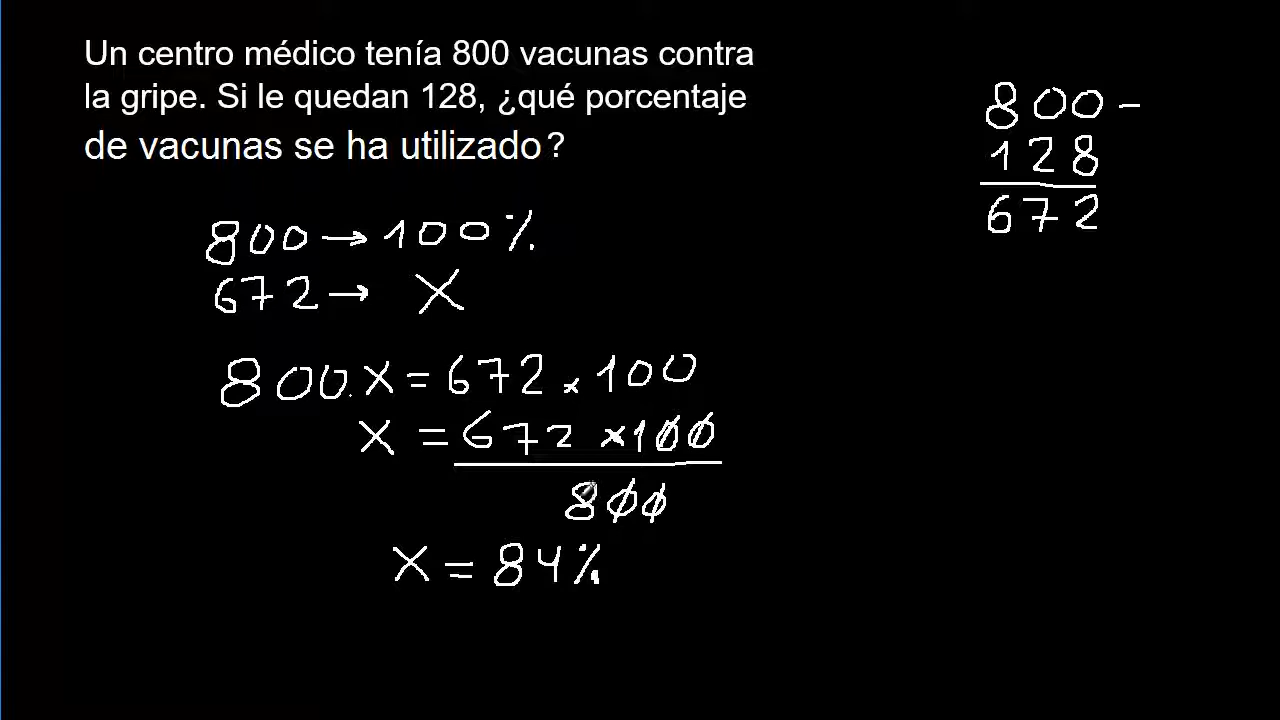 Un centro médico tenía 800 vacunas contra
la gripe. Si le quedan 128, ¿qué porcentaje
de vacunas se ha utilizado?
800 -
128
672
800 → 100%
672 → X
800.X = 672 x 100
X = 672 x 100
800
X = 84%